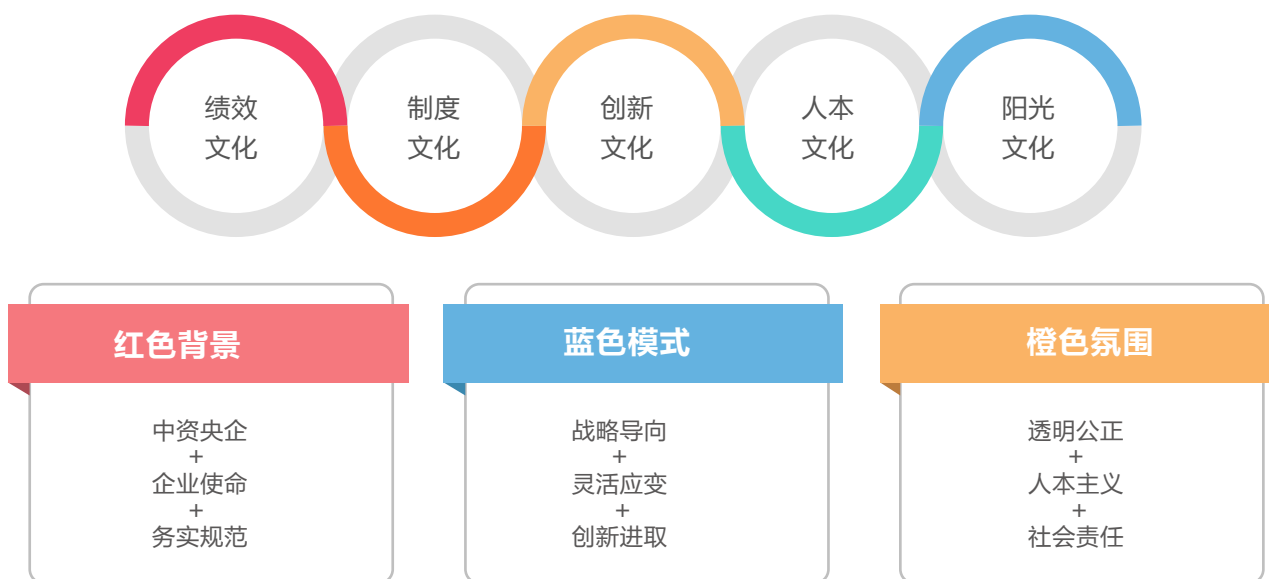 绩效
文化
制度
文化
创新
文化
人本
文化
阳光
文化
红色背景
中资央企
+
企业使命
+
务实规范
蓝色模式
战略导向
+
灵活应变
+
创新进取
橙色氛围
透明公正
+
人本主义
+
社会责任